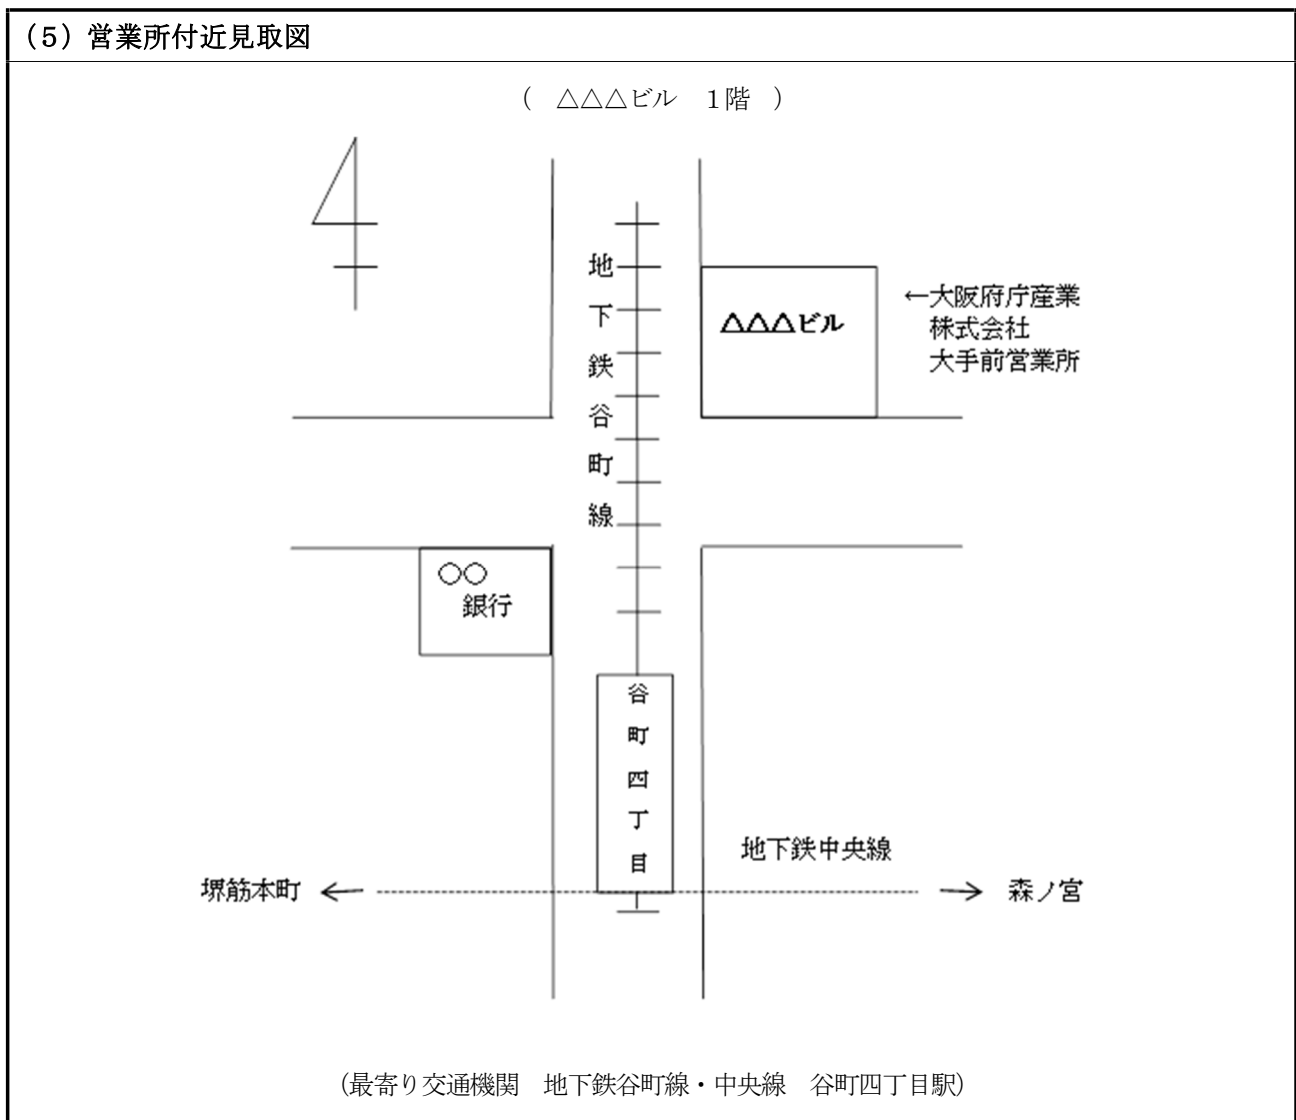 （5）営業所付近見取図
（　△△△ビル　１階　）
地下鉄谷町線
△△△ビル
←大阪府庁産業
株式会社
大手前営業所
○○
銀行
谷町四丁目
地下鉄中央線
堺筋本町
森ノ宮
（最寄り交通機関　地下鉄谷町線・中央線　谷町四丁目駅）